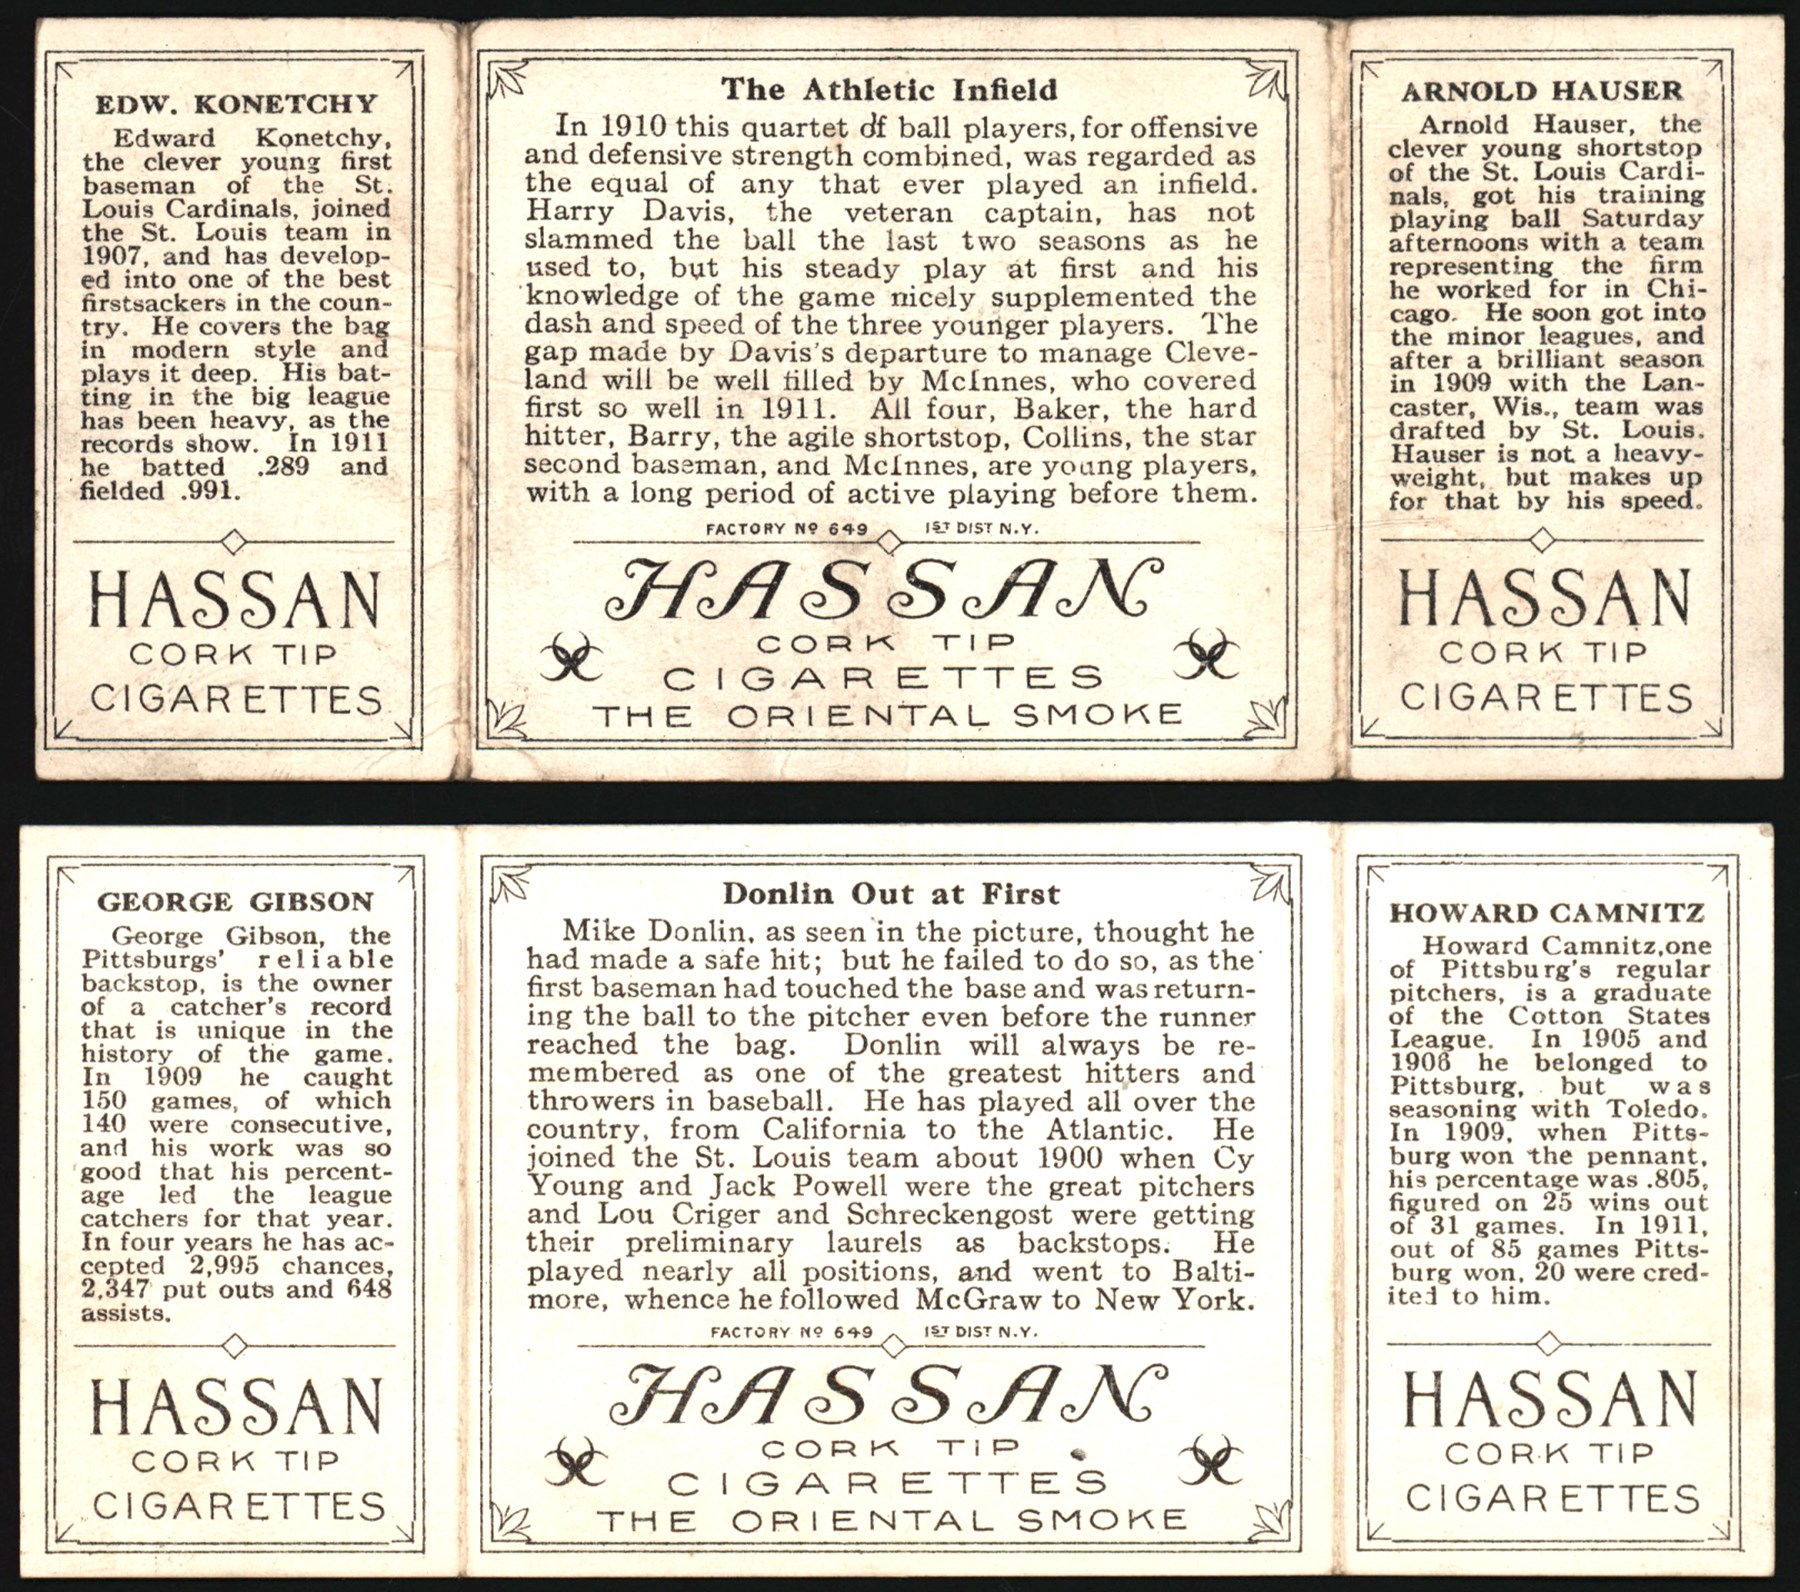 EDW. KONETCHY
Edward Konetchy,
the clever young first
baseman of the St.
Louis Cardinals, joined
the St. Louis team in
1907, and has develop-
ed into one of the best
firstsackers in the coun-
try. He covers the bag
in modern style and
plays it deep. His bat-
ting in the big league
has been heavy, as the
records show. In 1911
he batted .289 and
fielded .991.
HASSAN
CORK TIP
CIGARETTES
The Athletic Infield
In 1910 this quartet of ball players, for offensive
and defensive strength combined, was regarded as
the equal of any that ever played an infield.
Harry Davis, the veteran captain, has not
slammed the ball the last two seasons as he
used to, but his steady play at first and his
knowledge of the game nicely supplemented the
dash and speed of the three younger players. The
gap made by Davis's departure to manage Cleve-
land will be well filled by McInnes, who covered
first so well in 1911. All four, Baker, the hard
hitter, Barry, the agile shortstop, Collins, the star
second baseman, and McInnes, are young players,
with a long period of active playing before them.
FACTORY No 649 1ST DIST N.Y.
HASSAN
CORK TIP
CIGARETTES
THE ORIENTAL SMOKE
ARNOLD HAUSER
Arnold Hauser, the
clever young shortstop
of the St. Louis Cardi-
nals, got his training
playing ball Saturday
afternoons with a team
representing the firm
he worked for in Chi-
cago. He soon got into
the minor leagues, and
after a brilliant season
in 1909 with the Lan-
caster, Wis., team was
drafted by St. Louis.
Hauser is not a heavy-
weight, but makes up
for that by his speed.
HASSAN
CORK TIP
CIGARETTES
GEORGE GIBSON
George Gibson, the
Pittsburgs' reliable
backstop, is the owner
of a catcher's record
that is unique in the
history of the game.
In 1909 he caught
150 games, of which
140 were consecutive,
and his work was so
good that his percent-
age led the league
catchers for that year.
In four years he has ac-
cepted 2,995 chances,
2,347 put outs and 648
assists.
HASSAN
CORK TIP
CIGARETTES
Donlin Out at First
Mike Donlin, as seen in the picture, thought he
had made a safe hit; but he failed to do so, as the
first baseman had touched the base and was return-
ing the ball to the pitcher even before the runner
reached the bag. Donlin will always be re-
membered as one of the greatest hitters and
throwers in baseball. He has played all over the
country, from California to the Atlantic. He
joined the St. Louis team about 1900 when Cy
Young and Jack Powell were the great pitchers
and Lou Criger and Schreckengost were getting
their preliminary laurels as backstops. He
played nearly all positions, and went to Balti-
more, whence he followed McGraw to New York.
FACTORY No 649 1ST DIST N.Y.
HASSAN
CORK TIP
CIGARETTES
THE ORIENTAL SMOKE
HOWARD CAMNITZ
Howard Camnitz, one
of Pittsburg's regular
pitchers, is a graduate
of the Cotton States
League. In 1905 and
1906 he belonged to
Pittsburg, but was
seasoning with Toledo.
In 1909, when Pitts-
burg won the pennant,
his percentage was .805,
figured on 25 wins out
of 31 games. In 1911,
out of 85 games Pitts-
burg won, 20 were cred-
ited to him.
HASSAN
CORK TIP
CIGARETTES